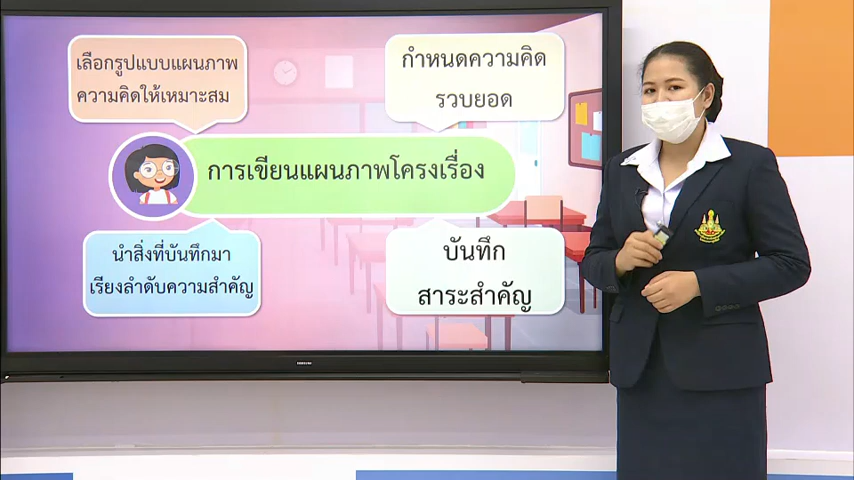 เลือกรูปแบบแผนภาพ
ความคิดให้เหมาะสม
กำหนดความคิด
รวบยอด
การเขียนแผนภาพโครงเรื่อง
นำสิ่งที่บันทึกมา
เรียงลำดับความสำคัญ
บันทึก
สาระสำคัญ
SAMSUNG